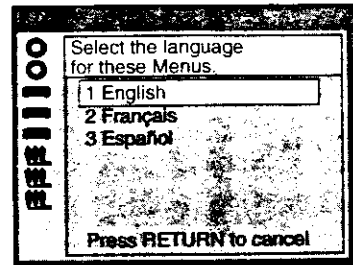 Select the language
for these Menus.
1 English
2 Français
3 Español
Press RETURN to cancel